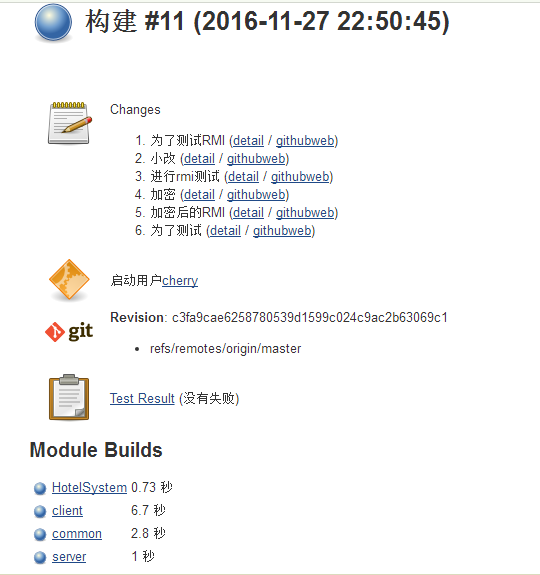 构建 #11 (2016-11-27 22:50:45)
Changes
1. 为了测试RMI (detail / githubweb)
2. 小改 (detail / githubweb)
3. 进行rmi测试 (detail / githubweb)
4. 加密 (detail / githubweb)
5. 加密后的RMI (detail / githubweb)
6. 为了测试 (detail / githubweb)
启动用户cherry
git
Revision: c3fa9cae6258780539d1599c024c9ac2b63069c1
• refs/remotes/origin/master
Test Result (没有失败)
Module Builds
HotelSystem 0.73 秒
client 6.7 秒
common 2.8 秒
server 1 秒